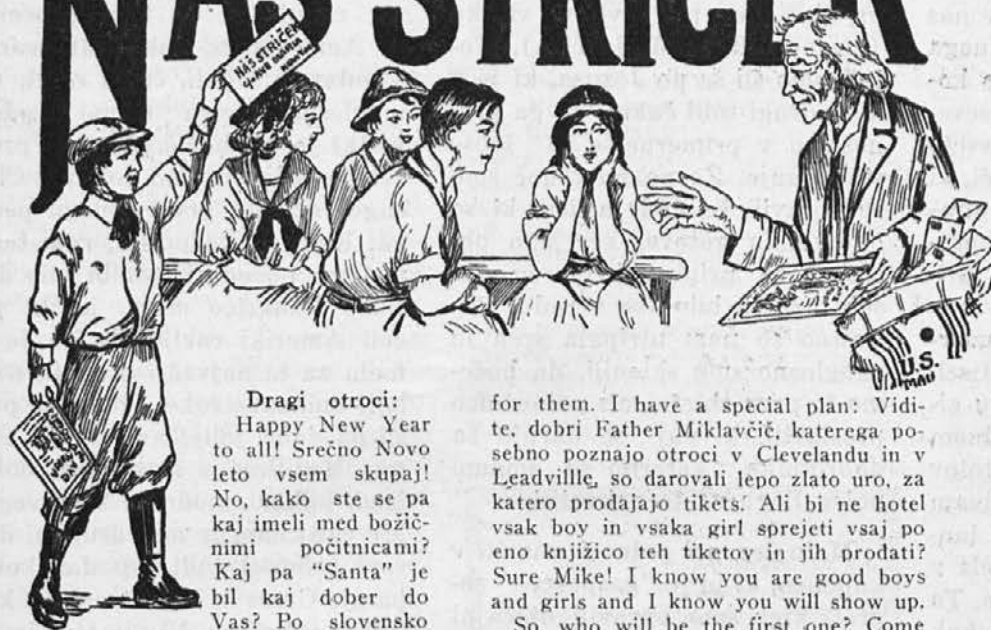 NAŠ STRIČEK
NAŠ STRIČEK
U.S.
MAIL
Dragi otroci:
Happy New Year
to all! Srečno Novo
leto vsem skupaj!
No, kako ste se pa
kaj imeli med božič-
nimi počitnicami?
Kaj pa "Santa" je
bil kaj dober do
Vas? Po slovensko
for them. I have a special plan: Vidi-
te, dobri Father Miklavčič, katerega po-
sebno poznajo otroci v Clevelandu in v
Leadvillle, so darovali lepo zlato uro, za
katero prodajajo tikets. Ali bi ne hotel
vsak boy in vsaka girl sprejeti vsaj po
eno knjižico teh tiketov in jih prodati?
Sure Mike! I know you are good boys
and girls and I know you will show up.
So, who will be the first one? Come